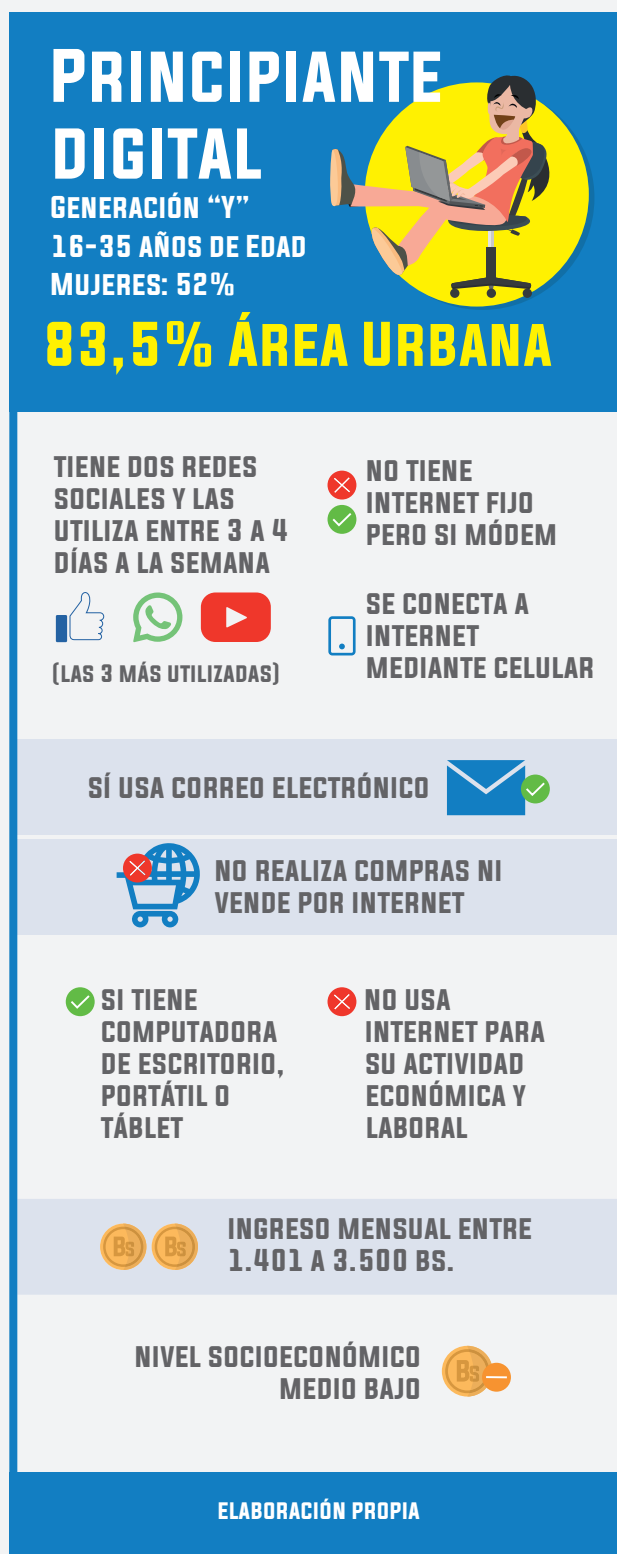 PRINCIPIANTE
DIGITAL
GENERACIÓN “Y”
16-35 AÑOS DE EDAD
MUJERES: 52%
83,5% ÁREA URBANA
TIENE DOS REDES
SOCIALES Y LAS
UTILIZA ENTRE 3 A 4
DÍAS A LA SEMANA
(LAS 3 MÁS UTILIZADAS)
NO TIENE
INTERNET FIJO
PERO SI MÓDEM
SE CONECTA A
INTERNET
MEDIANTE CELULAR
SÍ USA CORREO ELECTRÓNICO
NO REALIZA COMPRAS NI
VENDE POR INTERNET
SI TIENE
COMPUTADORA
DE ESCRITORIO,
PORTÁTIL O
TÁBLET
NO USA
INTERNET PARA
SU ACTIVIDAD
ECONÓMICA Y
LABORAL
Bs Bs
INGRESO MENSUAL ENTRE
1.401 A 3.500 BS.
NIVEL SOCIOECONÓMICO
MEDIO BAJO
Bs
ELABORACIÓN PROPIA